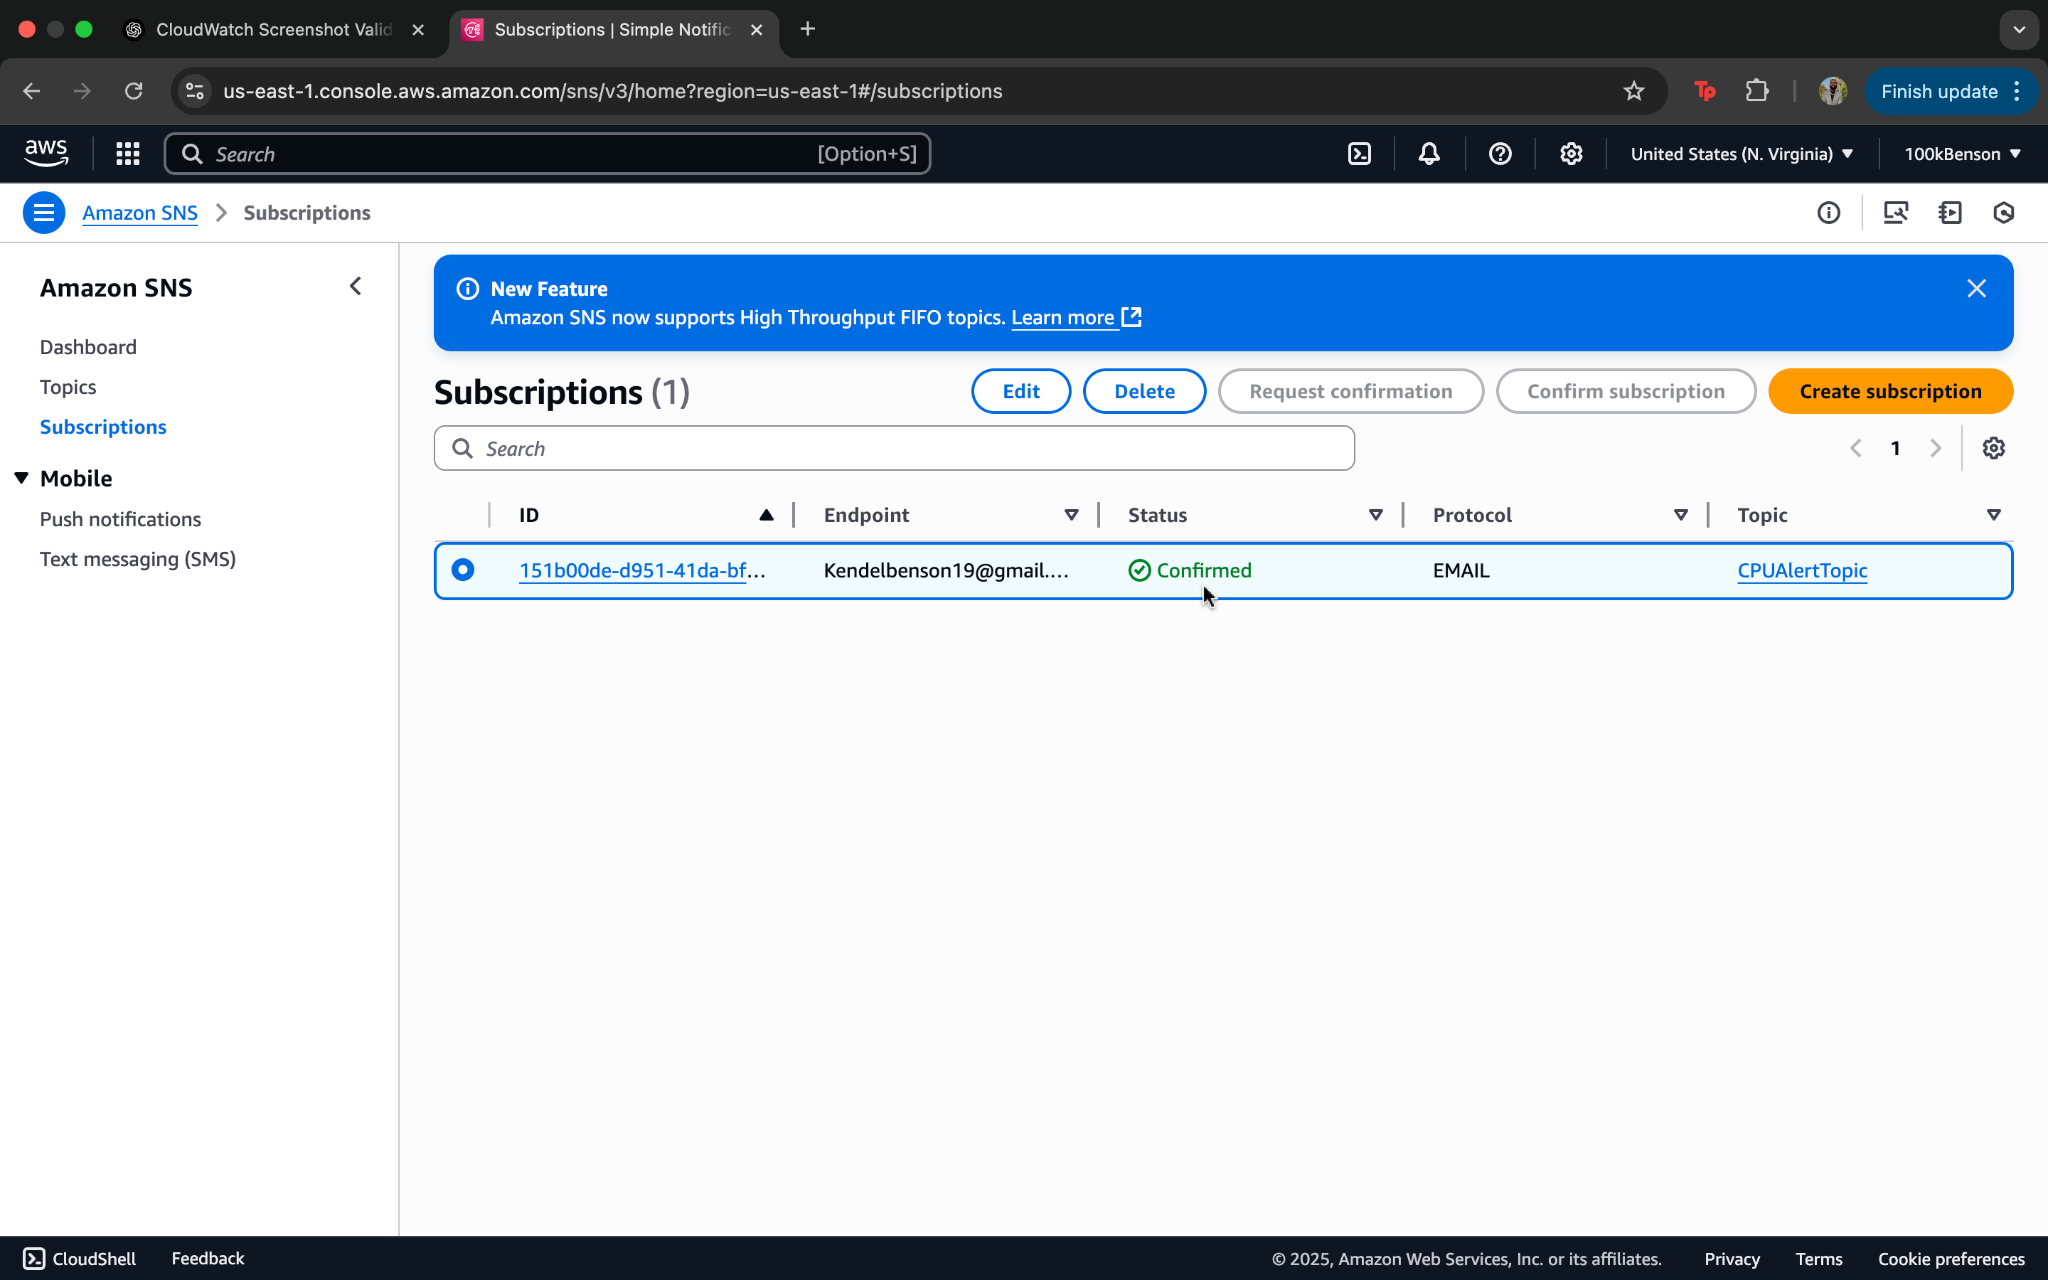 CloudWatch Screenshot Valid
Subscriptions | Simple Notific
us-east-1.console.aws.amazon.com/sns/v3/home?region=us-east-1#/subscriptions
Tp
Finish update
aws
Search
[Option+S]
United States (N. Virginia)
100kBenson
Amazon SNS
Subscriptions
Amazon SNS
Dashboard
Topics
Subscriptions
Mobile
Push notifications
Text messaging (SMS)
New Feature
Amazon SNS now supports High Throughput FIFO topics. Learn more
Subscriptions (1)
Edit
Delete
Request confirmation
Confirm subscription
Create subscription
Search
1
ID
Endpoint
Status
Protocol
Topic
151b00de-d951-41da-bf...
Kendelbenson19@gmail....
Confirmed
EMAIL
CPUAlertTopic
CloudShell
Feedback
© 2025, Amazon Web Services, Inc. or its affiliates.
Privacy
Terms
Cookie preferences